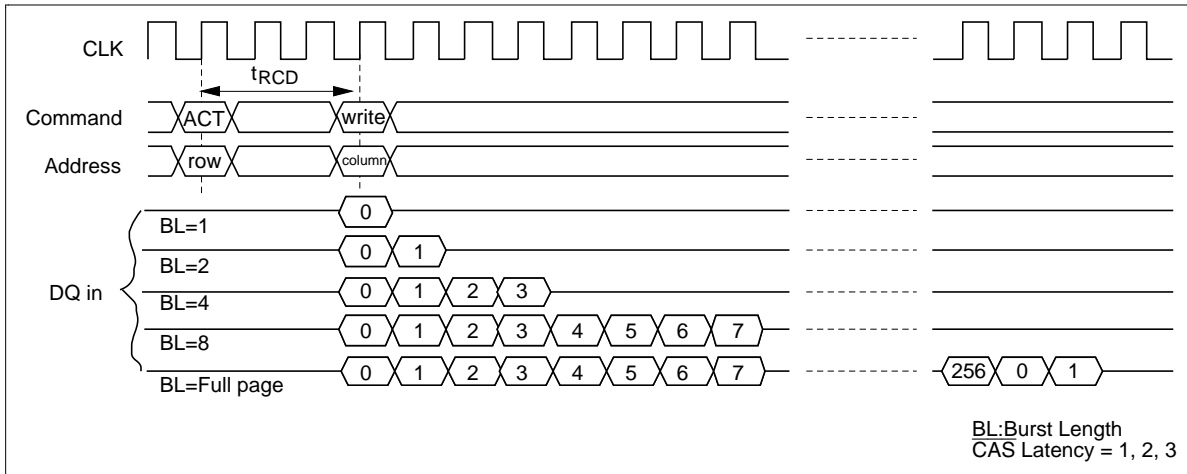 CLK
tRCD
Command ACT write
Address row column
0
BL=1
0 1
BL=2
DQ in
0 1 2 3
BL=4
0 1 2 3 4 5 6 7
BL=8
0 1 2 3 4 5 6 7 256 0 1
BL=Full page
BL:Burst Length
CAS Latency = 1, 2, 3